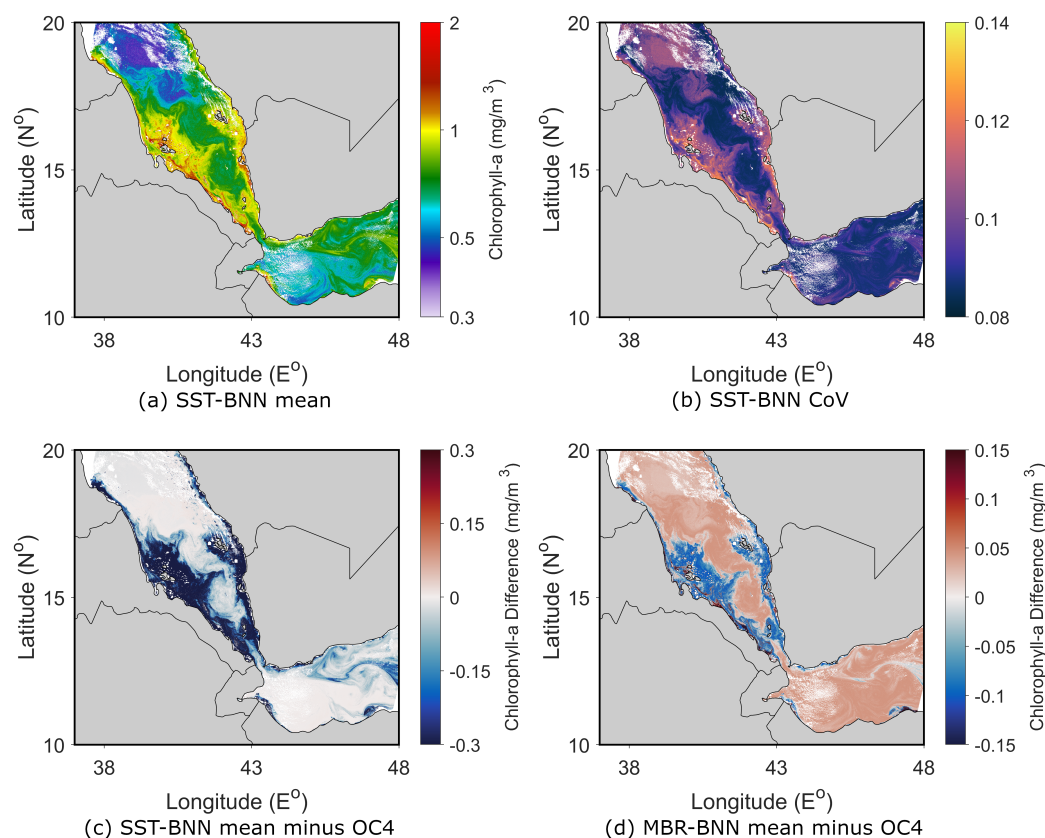 20
15
10
Latitude (N°)
38
43
48
Longitude (E°)
2
1
0.5
0.3
Chlorophyll-a (mg/m³)
(a) SST-BNN mean
20
15
10
Latitude (N°)
38
43
48
Longitude (E°)
0.14
0.12
0.1
0.08
(b) SST-BNN CoV
20
15
10
Latitude (N°)
38
43
48
Longitude (E°)
0.3
0.15
0
-0.15
-0.3
Chlorophyll-a Difference (mg/m³)
(c) SST-BNN mean minus OC4
20
15
10
Latitude (N°)
38
43
48
Longitude (E°)
0.15
0.1
0.05
0
-0.05
-0.1
-0.15
Chlorophyll-a Difference (mg/m³)
(d) MBR-BNN mean minus OC4